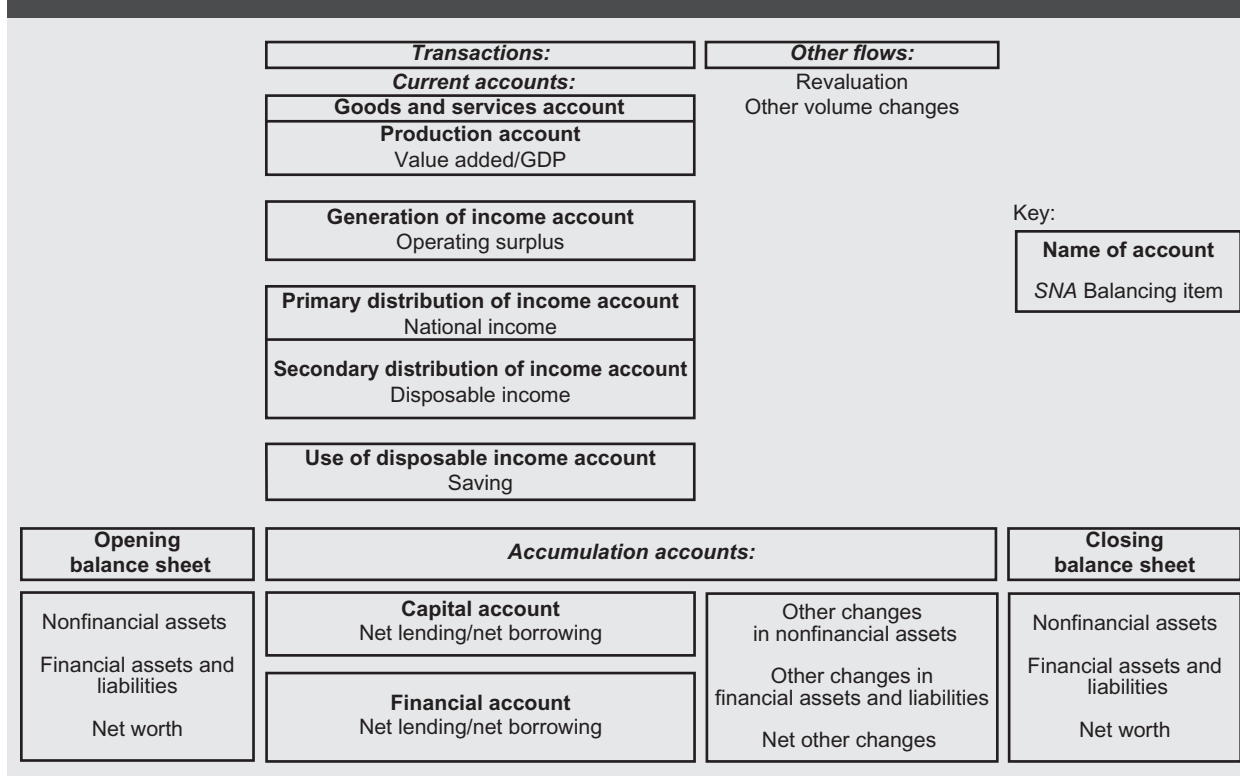 Transactions:
Other flows:
Current accounts:
Revaluation
Goods and services account
Other volume changes
Production account
Value added/GDP
Generation of income account
Operating surplus
Key:
Name of account
SNA Balancing item
Primary distribution of income account
National income
Secondary distribution of income account
Disposable income
Use of disposable income account
Saving
Opening
balance sheet
Accumulation accounts:
Closing
balance sheet
Nonfinancial assets
Financial assets and
liabilities
Net worth
Capital account
Net lending/net borrowing
Financial account
Net lending/net borrowing
Other changes
in nonfinancial assets
Other changes in
financial assets and liabilities
Net other changes
Nonfinancial assets
Financial assets and
liabilities
Net worth